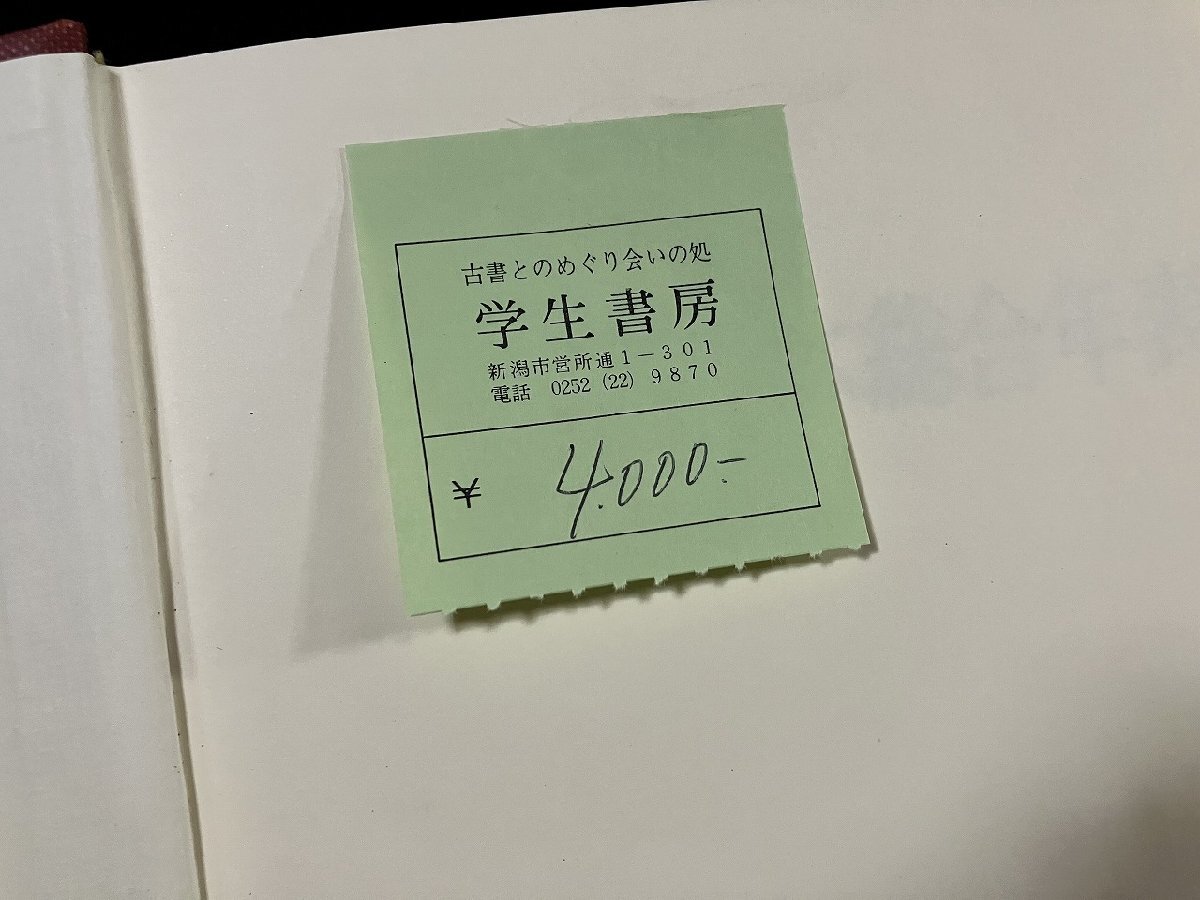 古書とのめぐり会いの処
学生書房
新潟市営所通1－301
電話 0252 (22) 9870
¥ 4.000.-